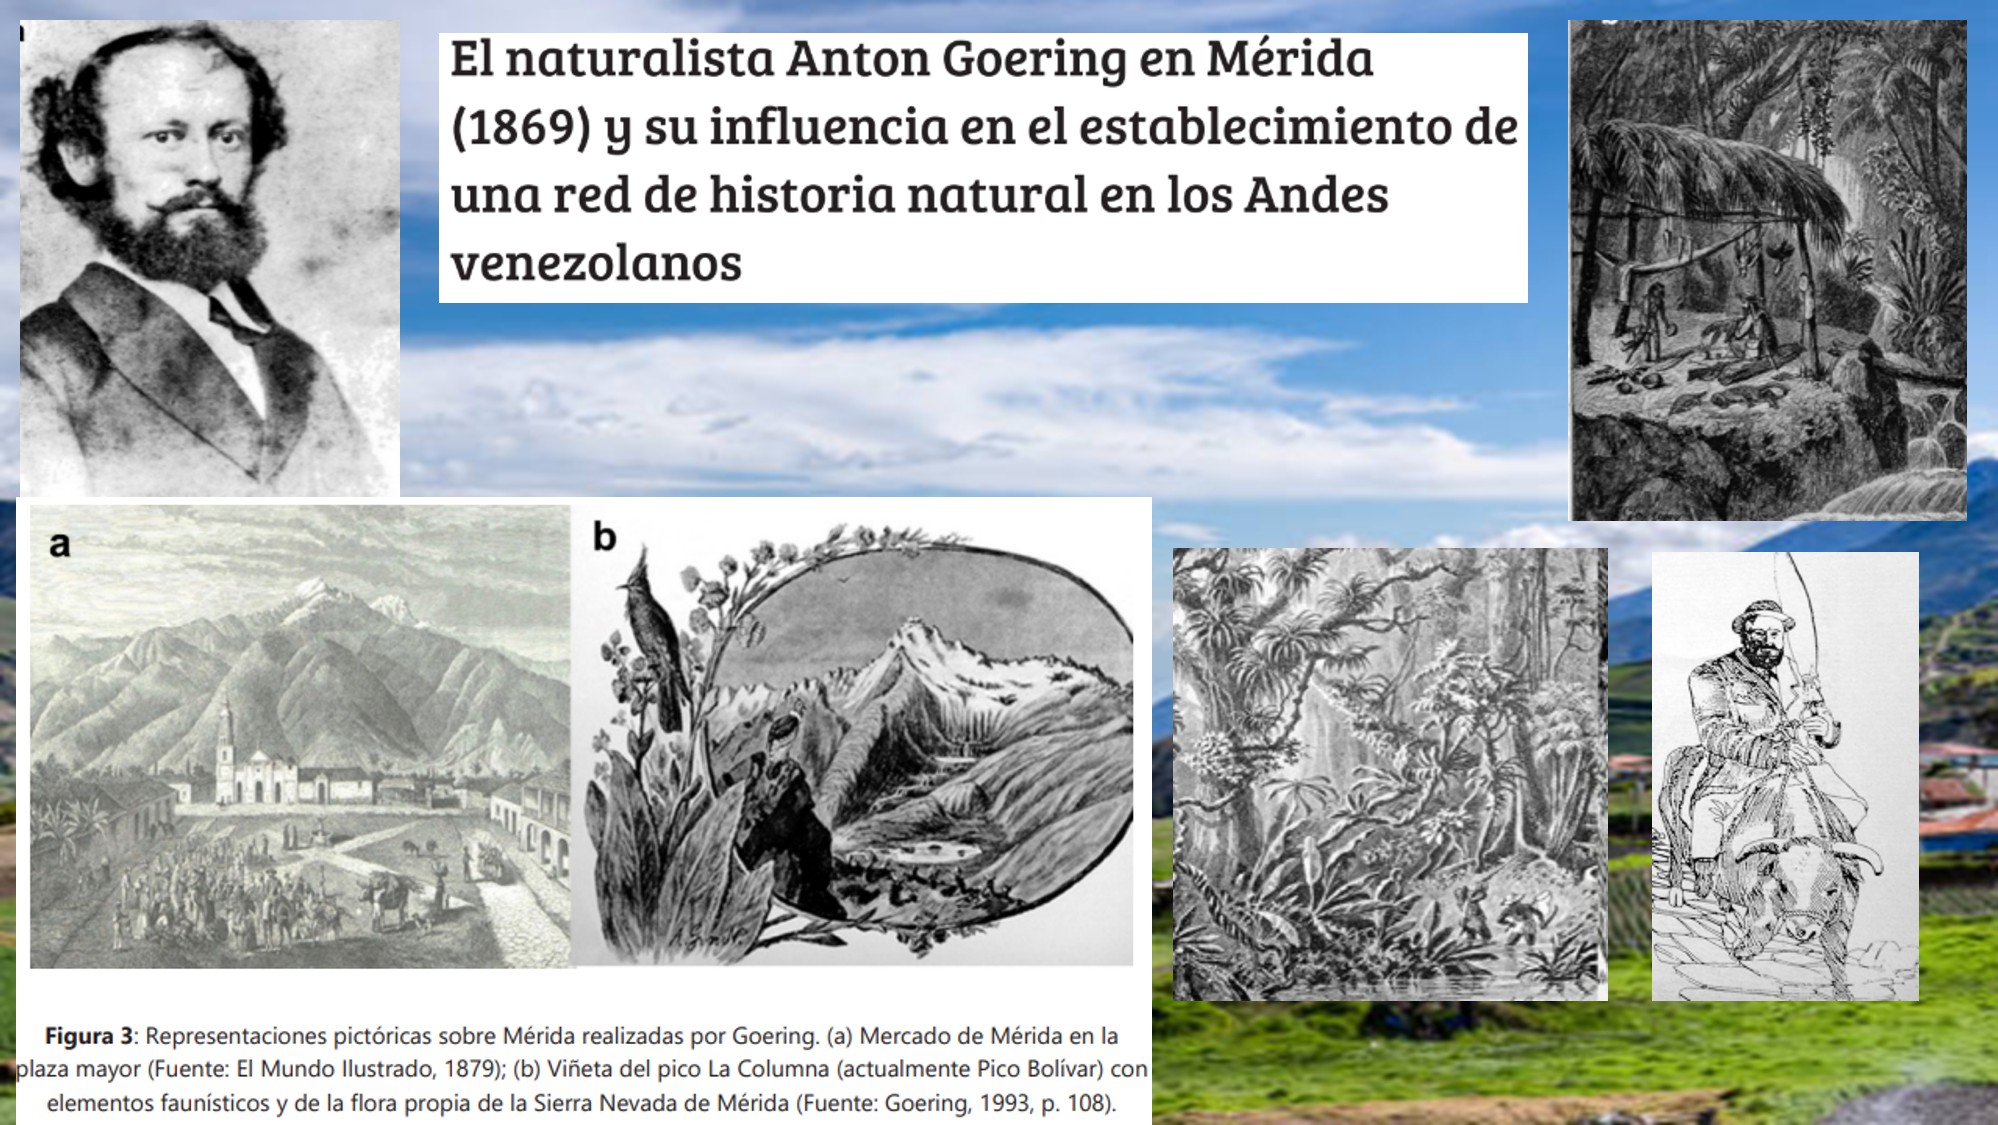 El naturalista Anton Goering en Mérida
(1869) y su influencia en el establecimiento de
una red de historia natural en los Andes
venezolanos
a
b
Figura 3: Representaciones pictóricas sobre Mérida realizadas por Goering. (a) Mercado de Mérida en la
plaza mayor (Fuente: El Mundo Ilustrado, 1879); (b) Viñeta del pico La Columna (actualmente Pico Bolívar) con
elementos faunísticos y de la flora propia de la Sierra Nevada de Mérida (Fuente: Goering, 1993, p. 108).